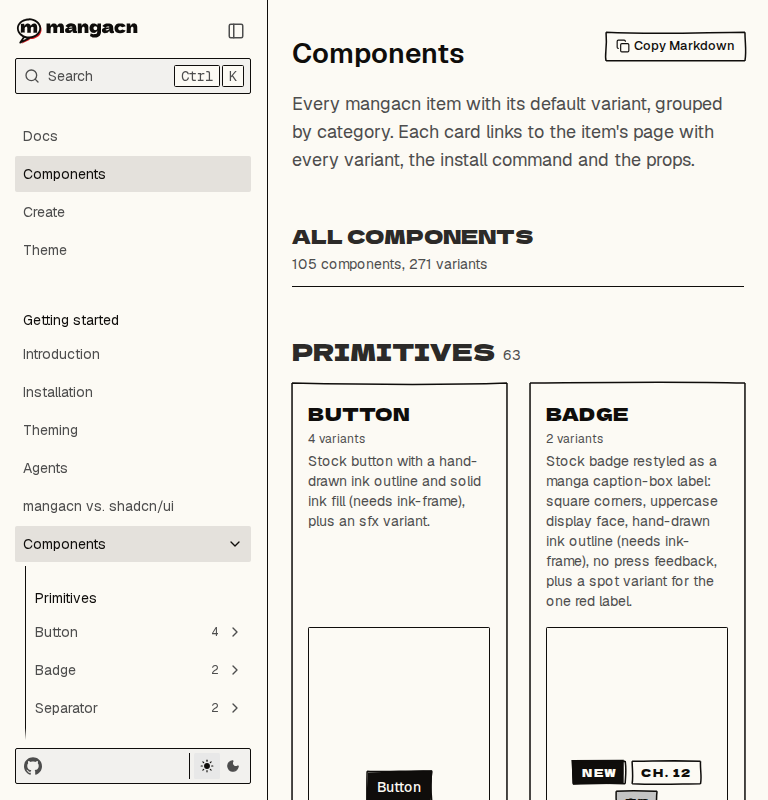 mangacn
Search Ctrl K
Docs
Components
Create
Theme
Getting started
Introduction
Installation
Theming
Agents
mangacn vs. shadcn/ui
Components
Primitives
Button 4
Badge 2
Separator 2
Components
Copy Markdown
Every mangacn item with its default variant, grouped
by category. Each card links to the item's page with
every variant, the install command and the props.
ALL COMPONENTS
105 components, 271 variants
PRIMITIVES 63
BUTTON
4 variants
Stock button with a hand-
drawn ink outline and solid
ink fill (needs ink-frame),
plus an sfx variant.
Button
BADGE
2 variants
Stock badge restyled as a
manga caption-box label:
square corners, uppercase
display face, hand-drawn
ink outline (needs ink-
frame), no press feedback,
plus a spot variant for the
one red label.
NEW CH. 12